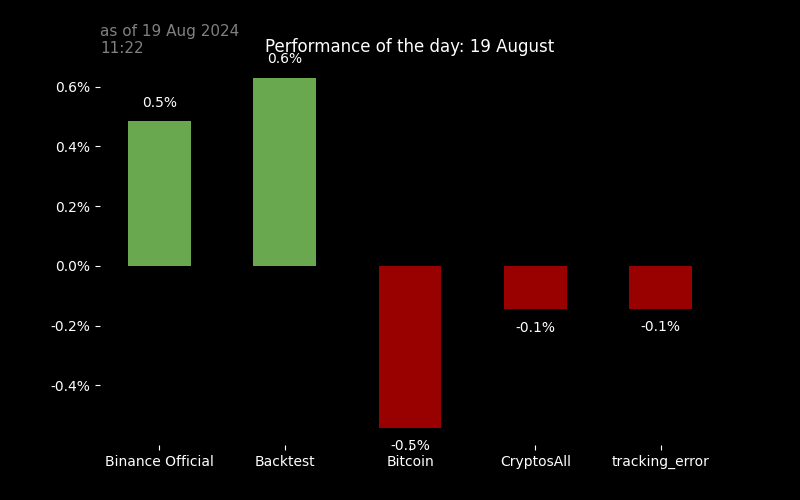 as of 19 Aug 2024
11:22
Performance of the day: 19 August
0.6%
0.4%
0.2%
0.0%
-0.2%
-0.4%
0.5%
0.6%
-0.5%
-0.1%
-0.1%
Binance Official
Backtest
Bitcoin
CryptosAll
tracking_error